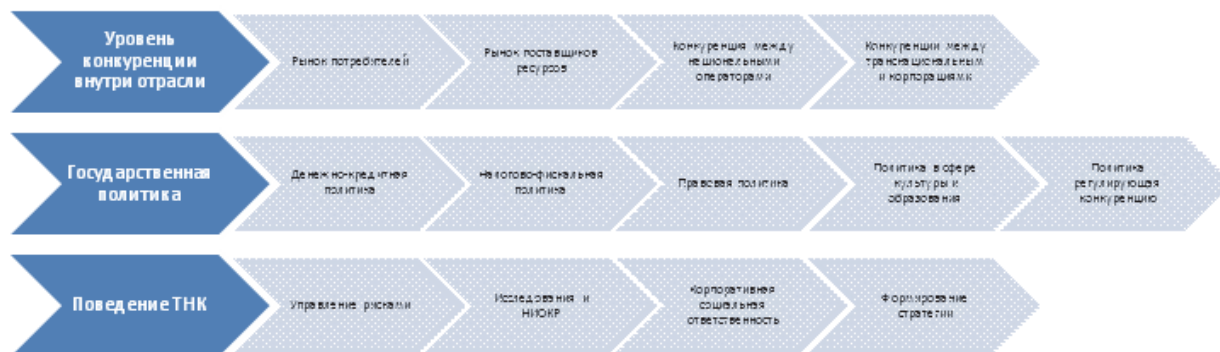 Уровень
конкуренции
внутри отрасли
Рынок потребителей
Рынок поставщиков
ресурсов
Конкуренция между
национальными
операторами
Конкуренции между
транснациональным
и корпорациями
Государственная
политика
Денежно-кредитная
политика
Налогово-фискальная
политика
Правовая политика
Политика в сфере
культуры и
образования
Политика
регулирующая
конкуренцию
Поведение ТНК
Управление рисками
Исследования и
НИОКР
Корпоративная
социальная
ответственность
Формирование
стратегии